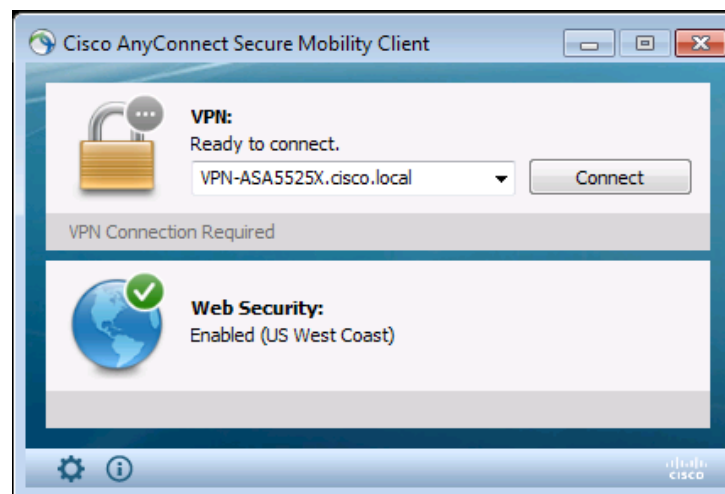 Cisco AnyConnect Secure Mobility Client
VPN:
Ready to connect.
VPN-ASA5525X.cisco.local
Connect
VPN Connection Required
Web Security:
Enabled (US West Coast)
CISCO